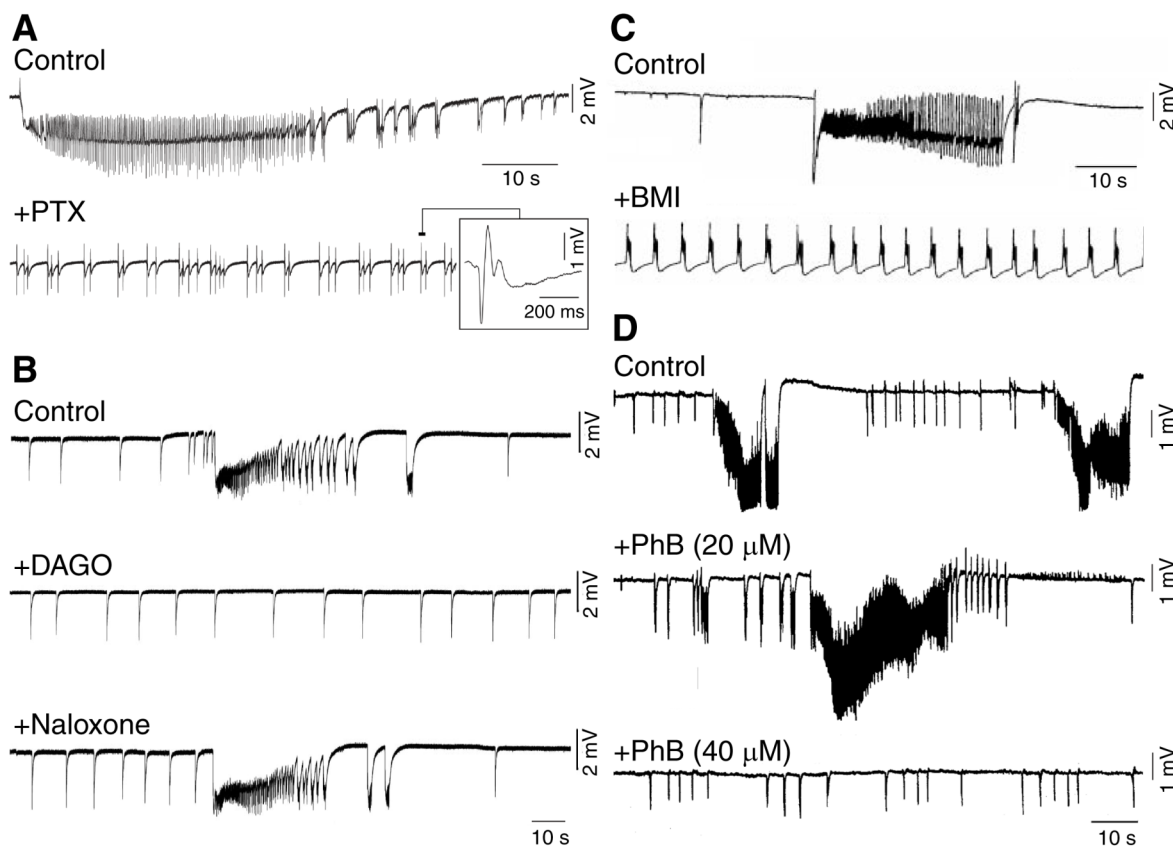 A
Control
2 mV
10 s
+PTX
1 mV
200 ms
B
Control
2 mV
+DAGO
2 mV
+Naloxone
2 mV
10 s
C
Control
2 mV
10 s
+BMI
D
Control
1 mV
+PhB (20 μM)
1 mV
+PhB (40 μM)
1 mV
10 s